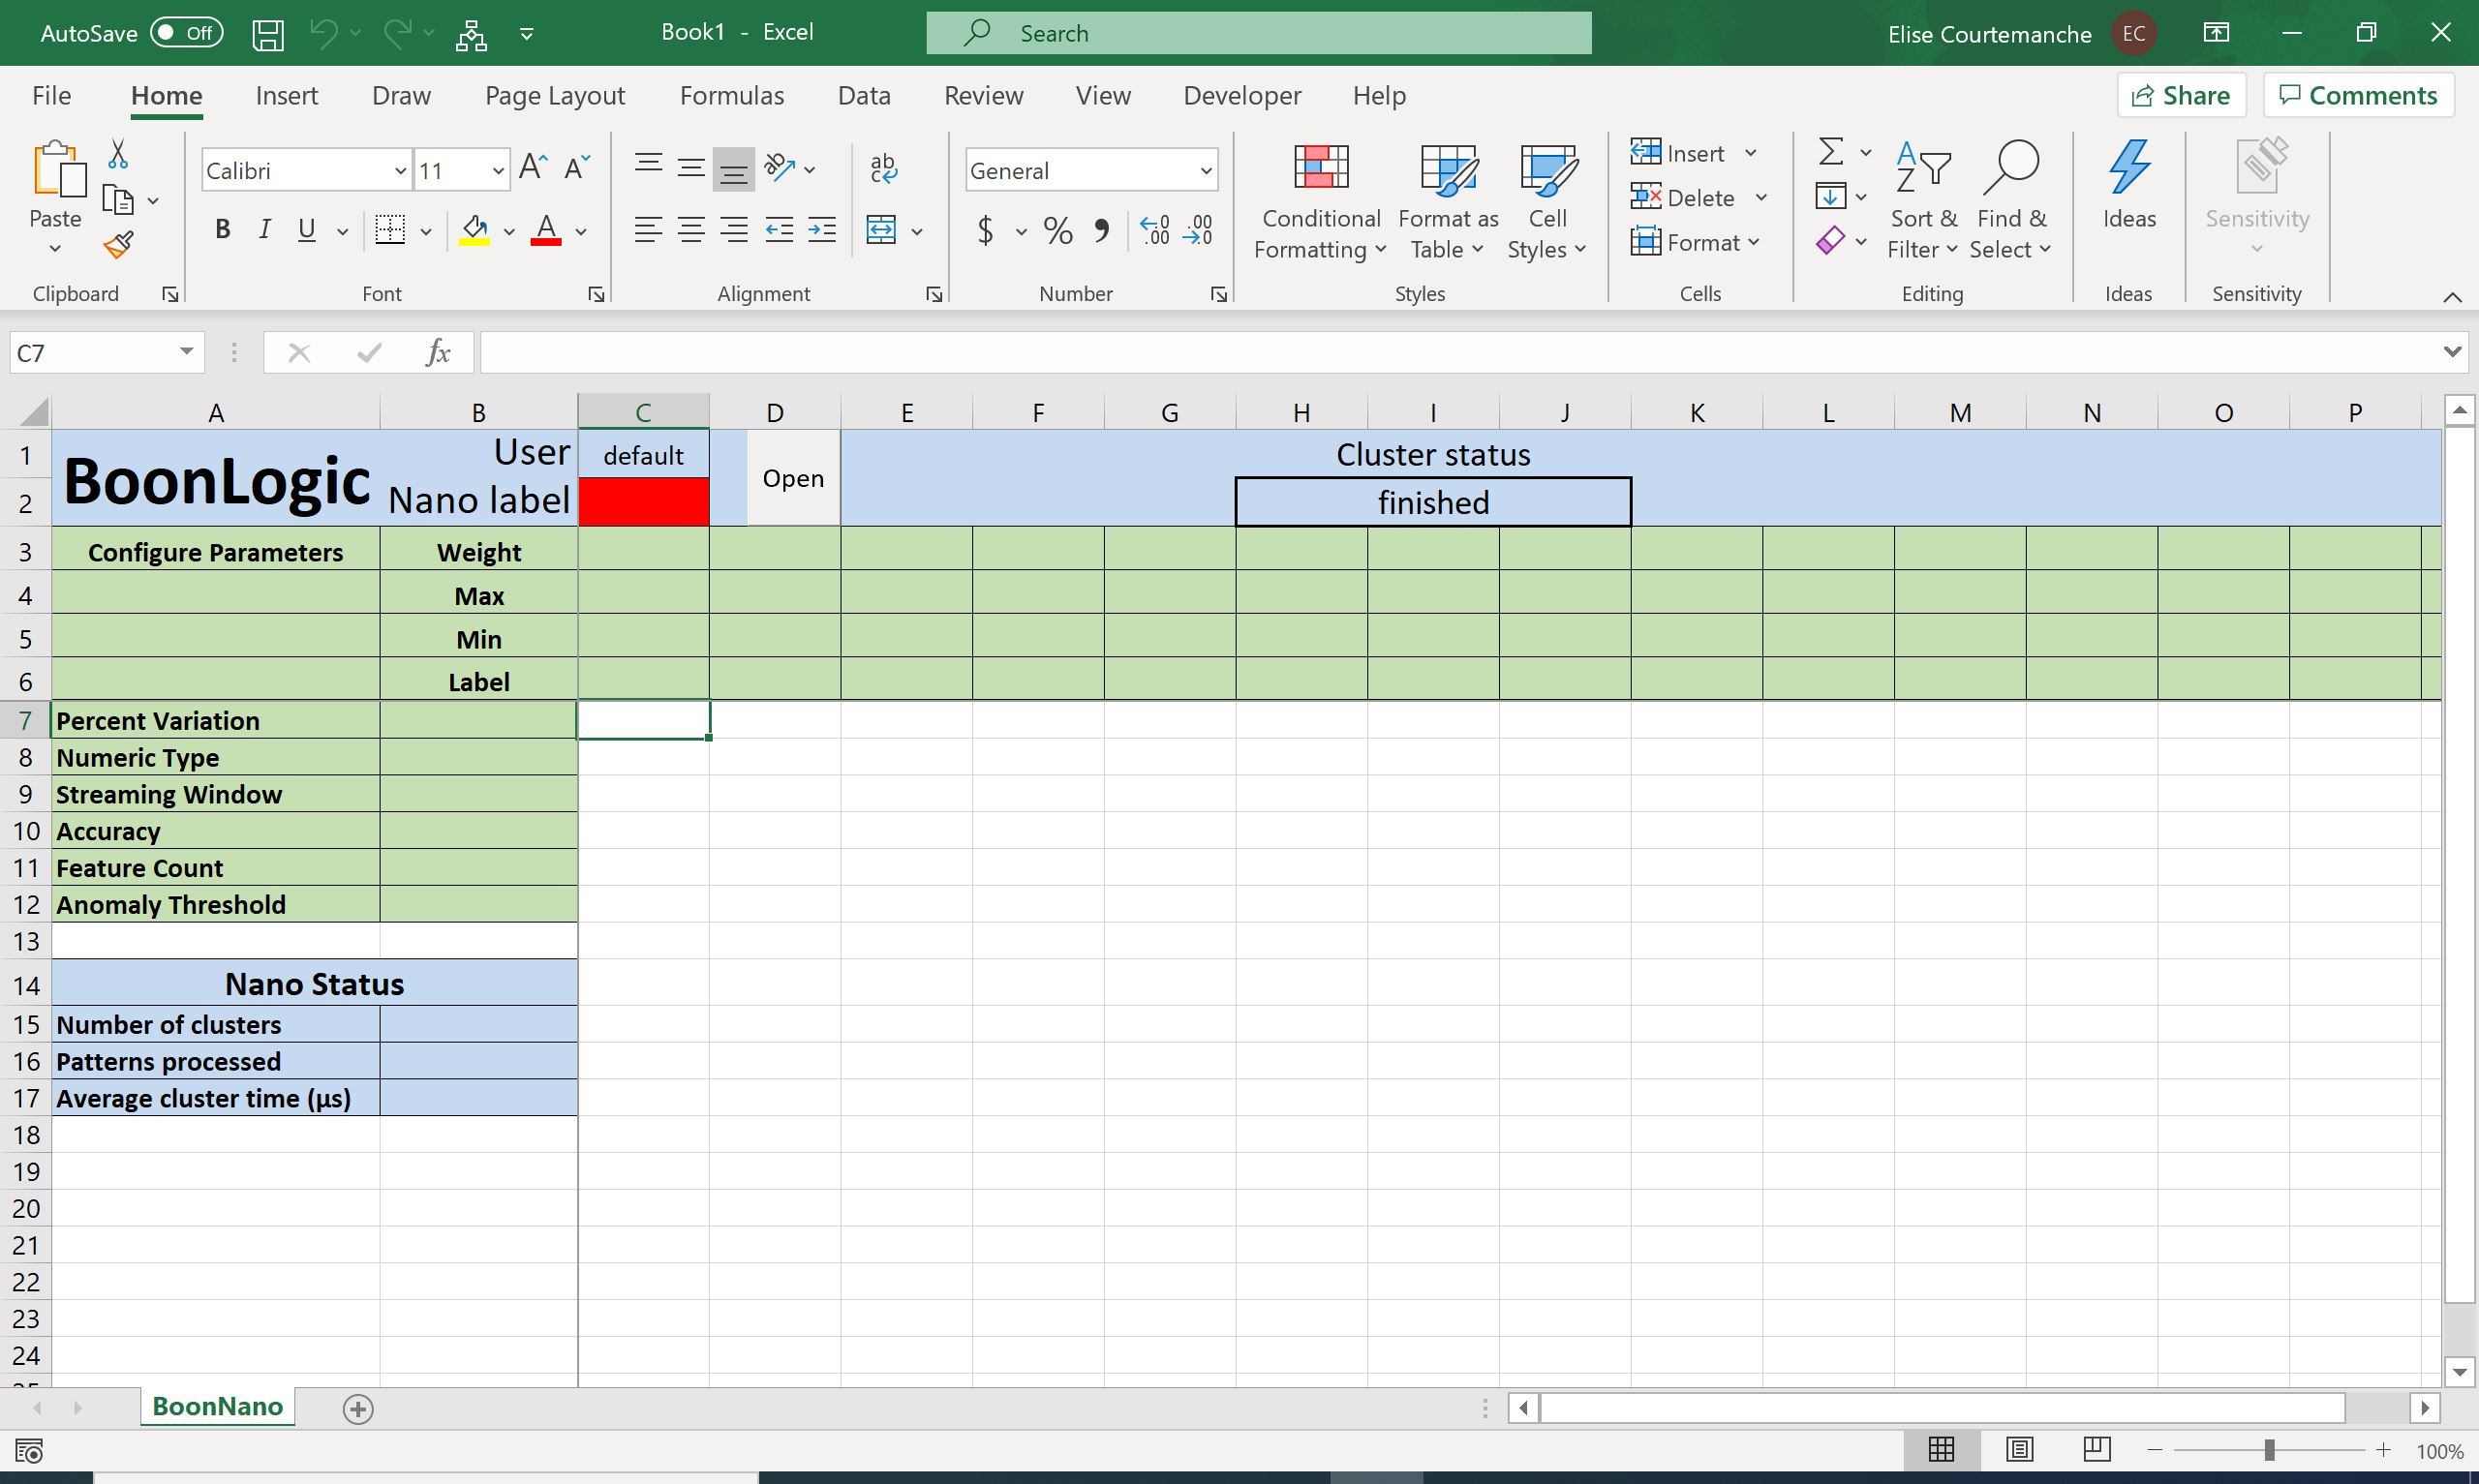 AutoSave Off Book1 - Excel Search Elise Courtemanche EC
File Home Insert Draw Page Layout Formulas Data Review View Developer Help Share Comments
Paste
Clipboard
Calibri 11
B I U A
Font
ab
Alignment
General
$ % , .00 .00
Number
Conditional Formatting
Format as Table
Cell Styles
Styles
Insert
Delete
Format
Cells
Sort & Filter
Find & Select
Editing
Ideas
Ideas
Sensitivity
Sensitivity
C7 fx
A B C D E F G H I J K L M N O P
1 BoonLogic User default Open Cluster status
2 Nano label finished
3 Configure Parameters Weight
4 Max
5 Min
6 Label
7 Percent Variation
8 Numeric Type
9 Streaming Window
10 Accuracy
11 Feature Count
12 Anomaly Threshold
13
14 Nano Status
15 Number of clusters
16 Patterns processed
17 Average cluster time (µs)
18
19
20
21
22
23
24
BoonNano
100%